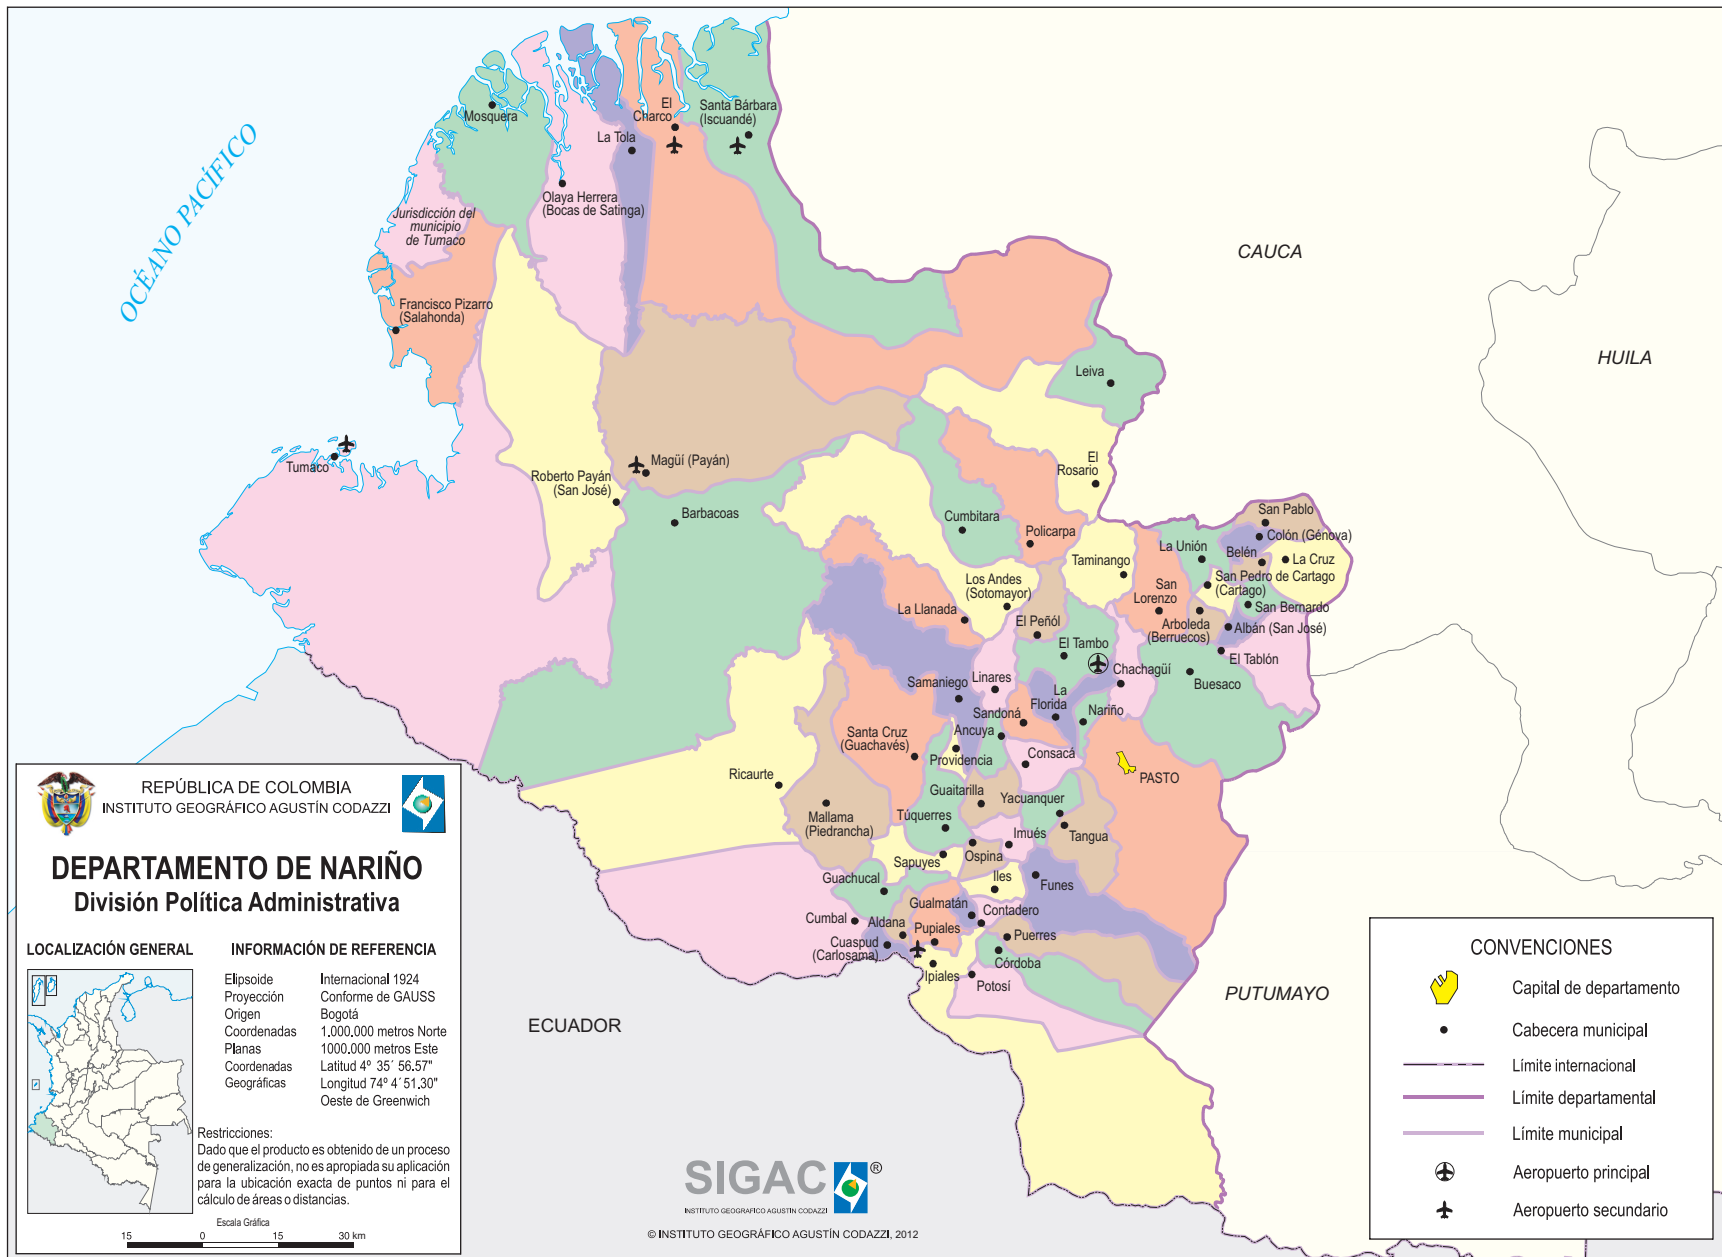 OCÉANO PACÍFICO
Mosquera
El
Charco
Santa Bárbara
(Iscuandé)
La Tola
Olaya Herrera
(Bocas de Satinga)
Jurisdicción del
municipio
de Tumaco
CAUCA
Francisco Pizarro
(Salahonda)
HUILA
Leiva
Tumaco
Magüí (Payán)
El
Rosario
Roberto Payán
(San José)
Barbacoas
Cumbitara
Policarpa
San Pablo
Colón (Génova)
La Unión
Belén
La Cruz
Taminango
San Pedro de Cartago
(Cartago)
Los Andes
(Sotomayor)
San
Lorenzo
La Llanada
San Bernardo
El Peñól
Arboleda
(Berruecos)
Albán (San José)
El Tambo
El Tablón
Chachagüí
Buesaco
Linares
Samaniego
La
Florida
Sandoná
Nariño
Ancuya
Santa Cruz
(Guachavés)
Consacá
Providencia
Ricaurte
PASTO
Guaitarilla
Yacuanquer
Mallama
(Piedrancha)
Túquerres
Imués
Tangua
Sapuyes
Ospina
Iles
Funes
Guachucal
Gualmatán
Contadero
Cumbal
Aldana
Pupiales
Puerres
Cuaspud
(Carlosama)
Córdoba
Ipiales
Potosí
PUTUMAYO
ECUADOR
REPÚBLICA DE COLOMBIA
INSTITUTO GEOGRÁFICO AGUSTÍN CODAZZI
DEPARTAMENTO DE NARIÑO
División Política Administrativa
LOCALIZACIÓN GENERAL
INFORMACIÓN DE REFERENCIA
Elipsoide Internacional 1924
Proyección Conforme de GAUSS
Origen Bogotá
Coordenadas 1,000.000 metros Norte
Planas 1000.000 metros Este
Coordenadas Latitud 4º 35´ 56.57"
Geográficas Longitud 74º 4´51.30"
Oeste de Greenwich
Restricciones:
Dado que el producto es obtenido de un proceso
de generalización, no es apropiada su aplicación
para la ubicación exacta de puntos ni para el
cálculo de áreas o distancias.
Escala Gráfica
15 0 15 30 km
SIGAC ®
INSTITUTO GEOGRAFICO AGUSTIN CODAZZI
© INSTITUTO GEOGRÁFICO AGUSTÍN CODAZZI, 2012
CONVENCIONES
Capital de departamento
Cabecera municipal
Límite internacional
Límite departamental
Límite municipal
Aeropuerto principal
Aeropuerto secundario